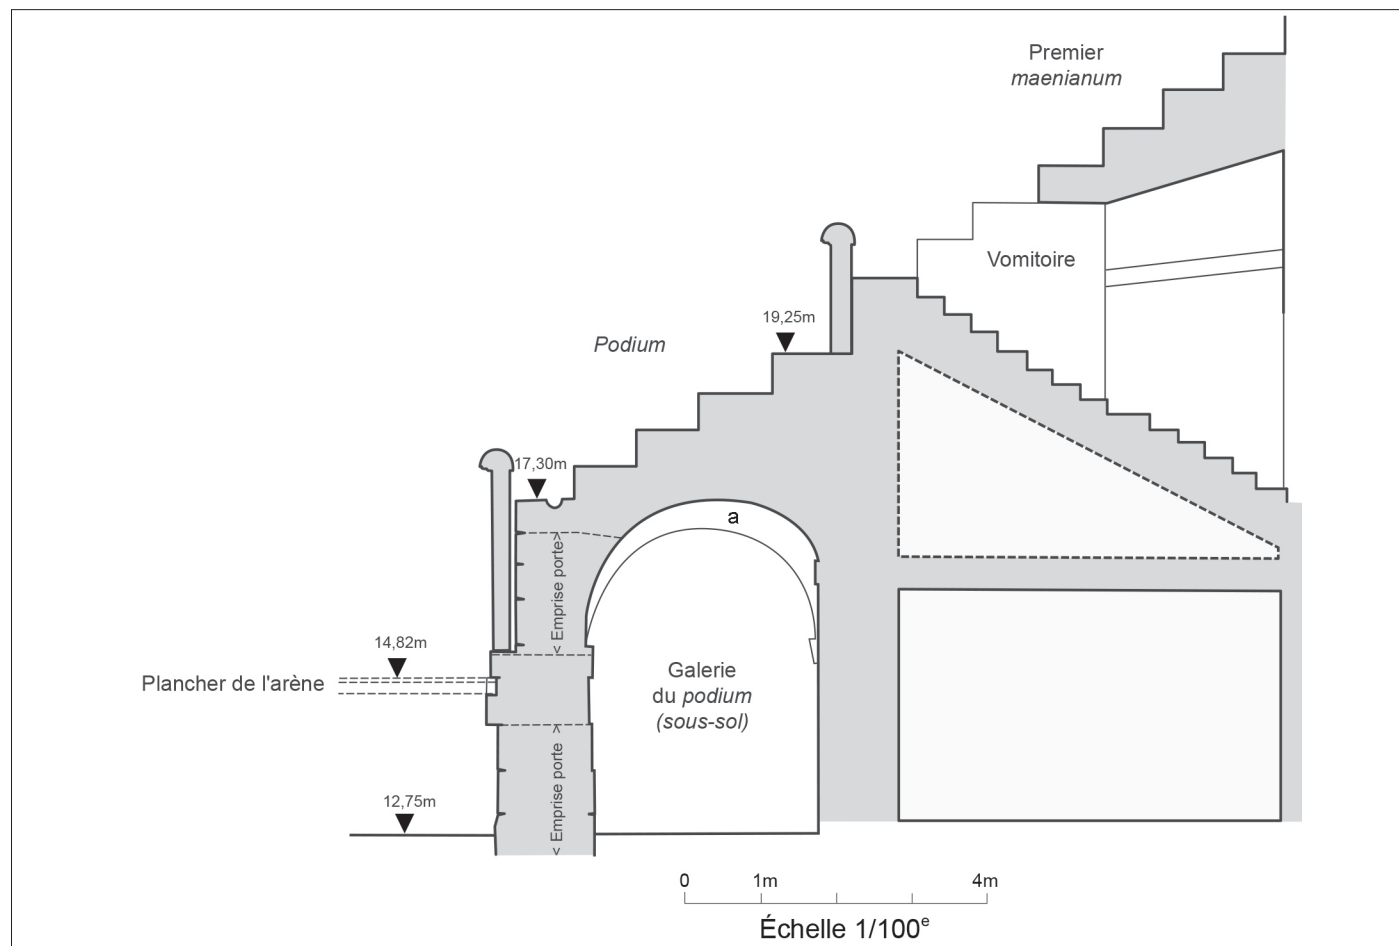 Premier
maenianum
Vomitoire
19,25m
Podium
17,30m
a
< Emprise porte>
14,82m
Plancher de l'arène
Galerie
du podium
(sous-sol)
< Emprise porte >
12,75m
0 1m 4m
Échelle 1/100e